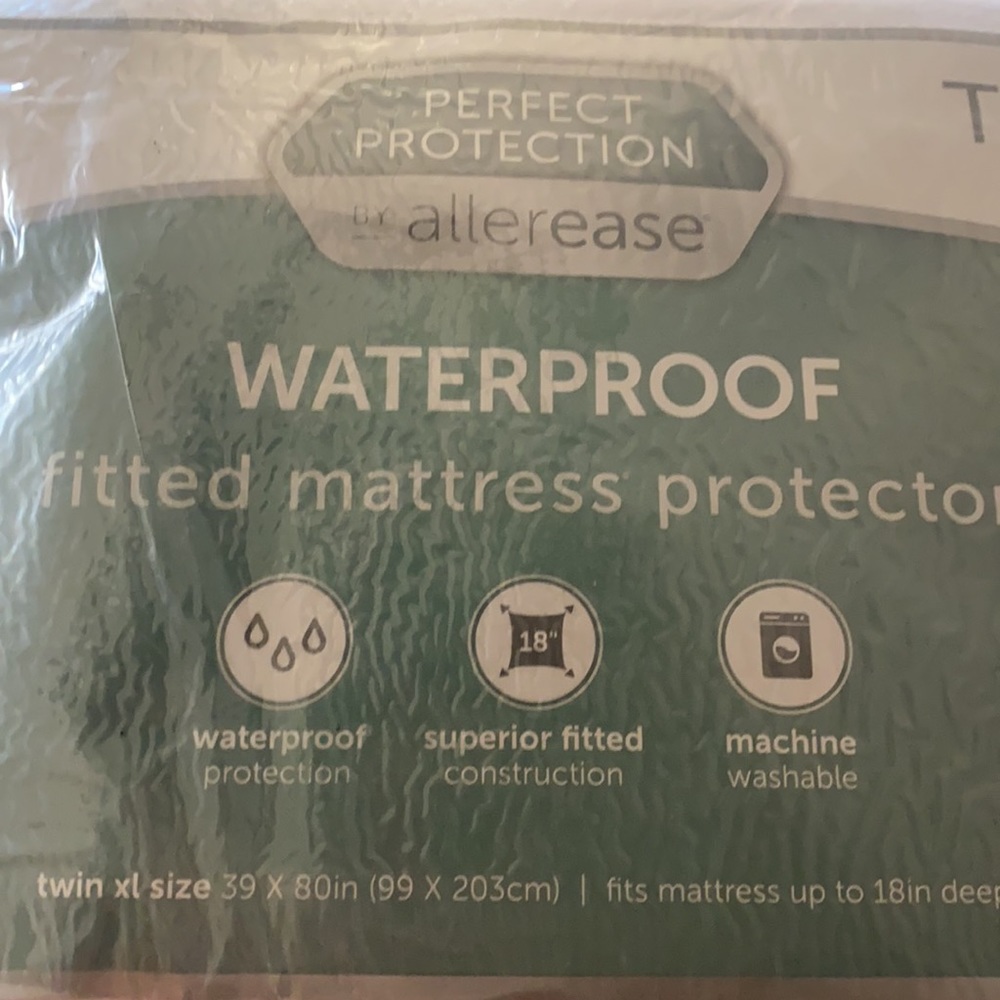 T
PERFECT
PROTECTION
BY allerease
WATERPROOF
fitted mattress protector
18"
waterproof
protection
superior fitted
construction
machine
washable
twin xl size 39 X 80in (99 X 203cm) | fits mattress up to 18in deep